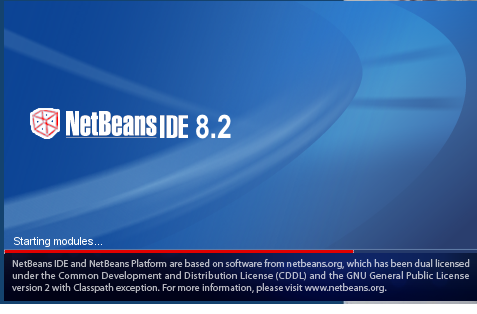 NetBeans IDE 8.2
Starting modules...
NetBeans IDE and NetBeans Platform are based on software from netbeans.org, which has been dual licensed
under the Common Development and Distribution License (CDDL) and the GNU General Public License
version 2 with Classpath exception. For more information, please visit www.netbeans.org.